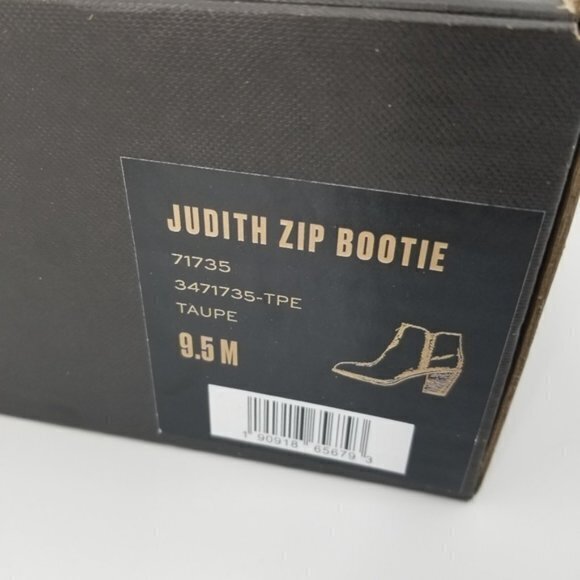 JUDITH ZIP BOOTIE
71735
3471735-TPE
TAUPE
9.5 M
1 90918 65679 3